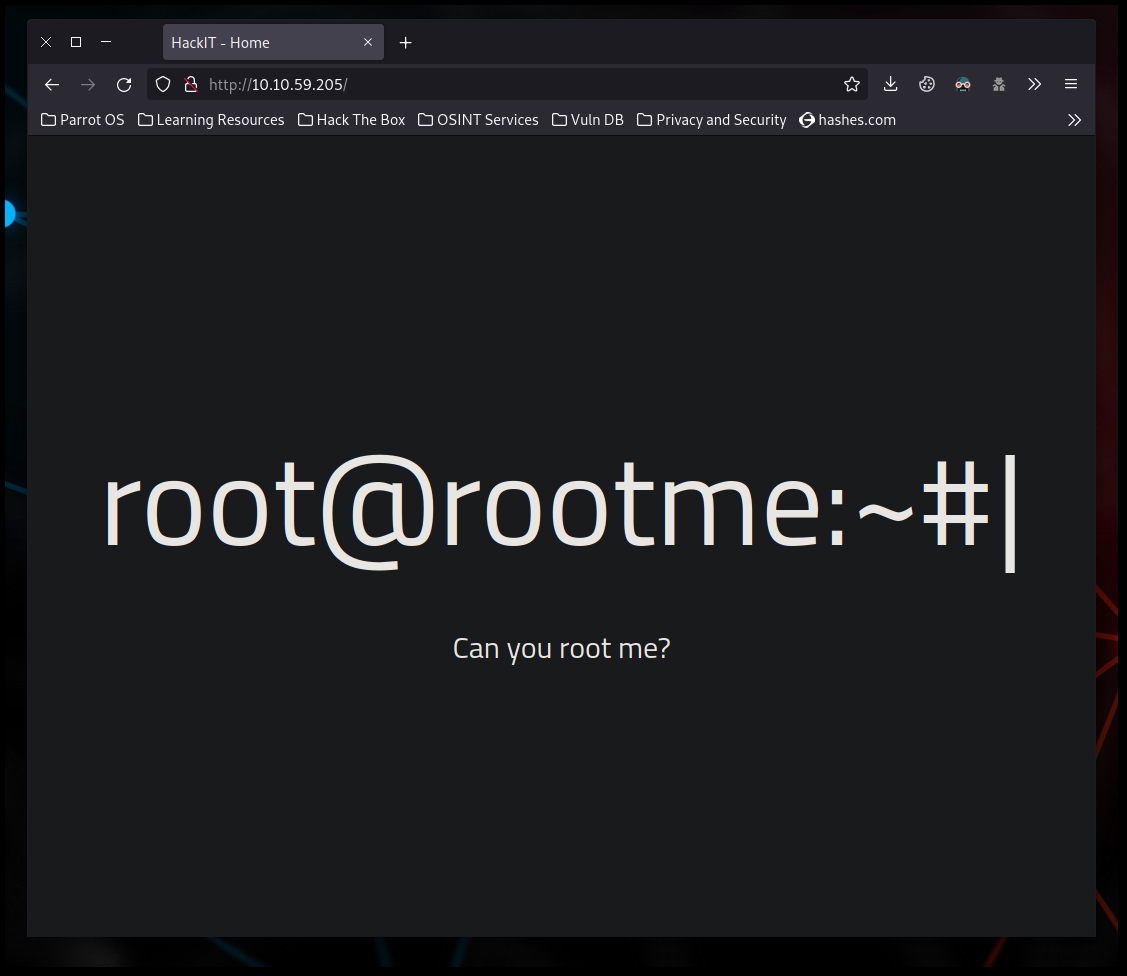 HackIT - Home
http://10.10.59.205/
Parrot OS Learning Resources Hack The Box OSINT Services Vuln DB Privacy and Security hashes.com
root@rootme:~#|
Can you root me?